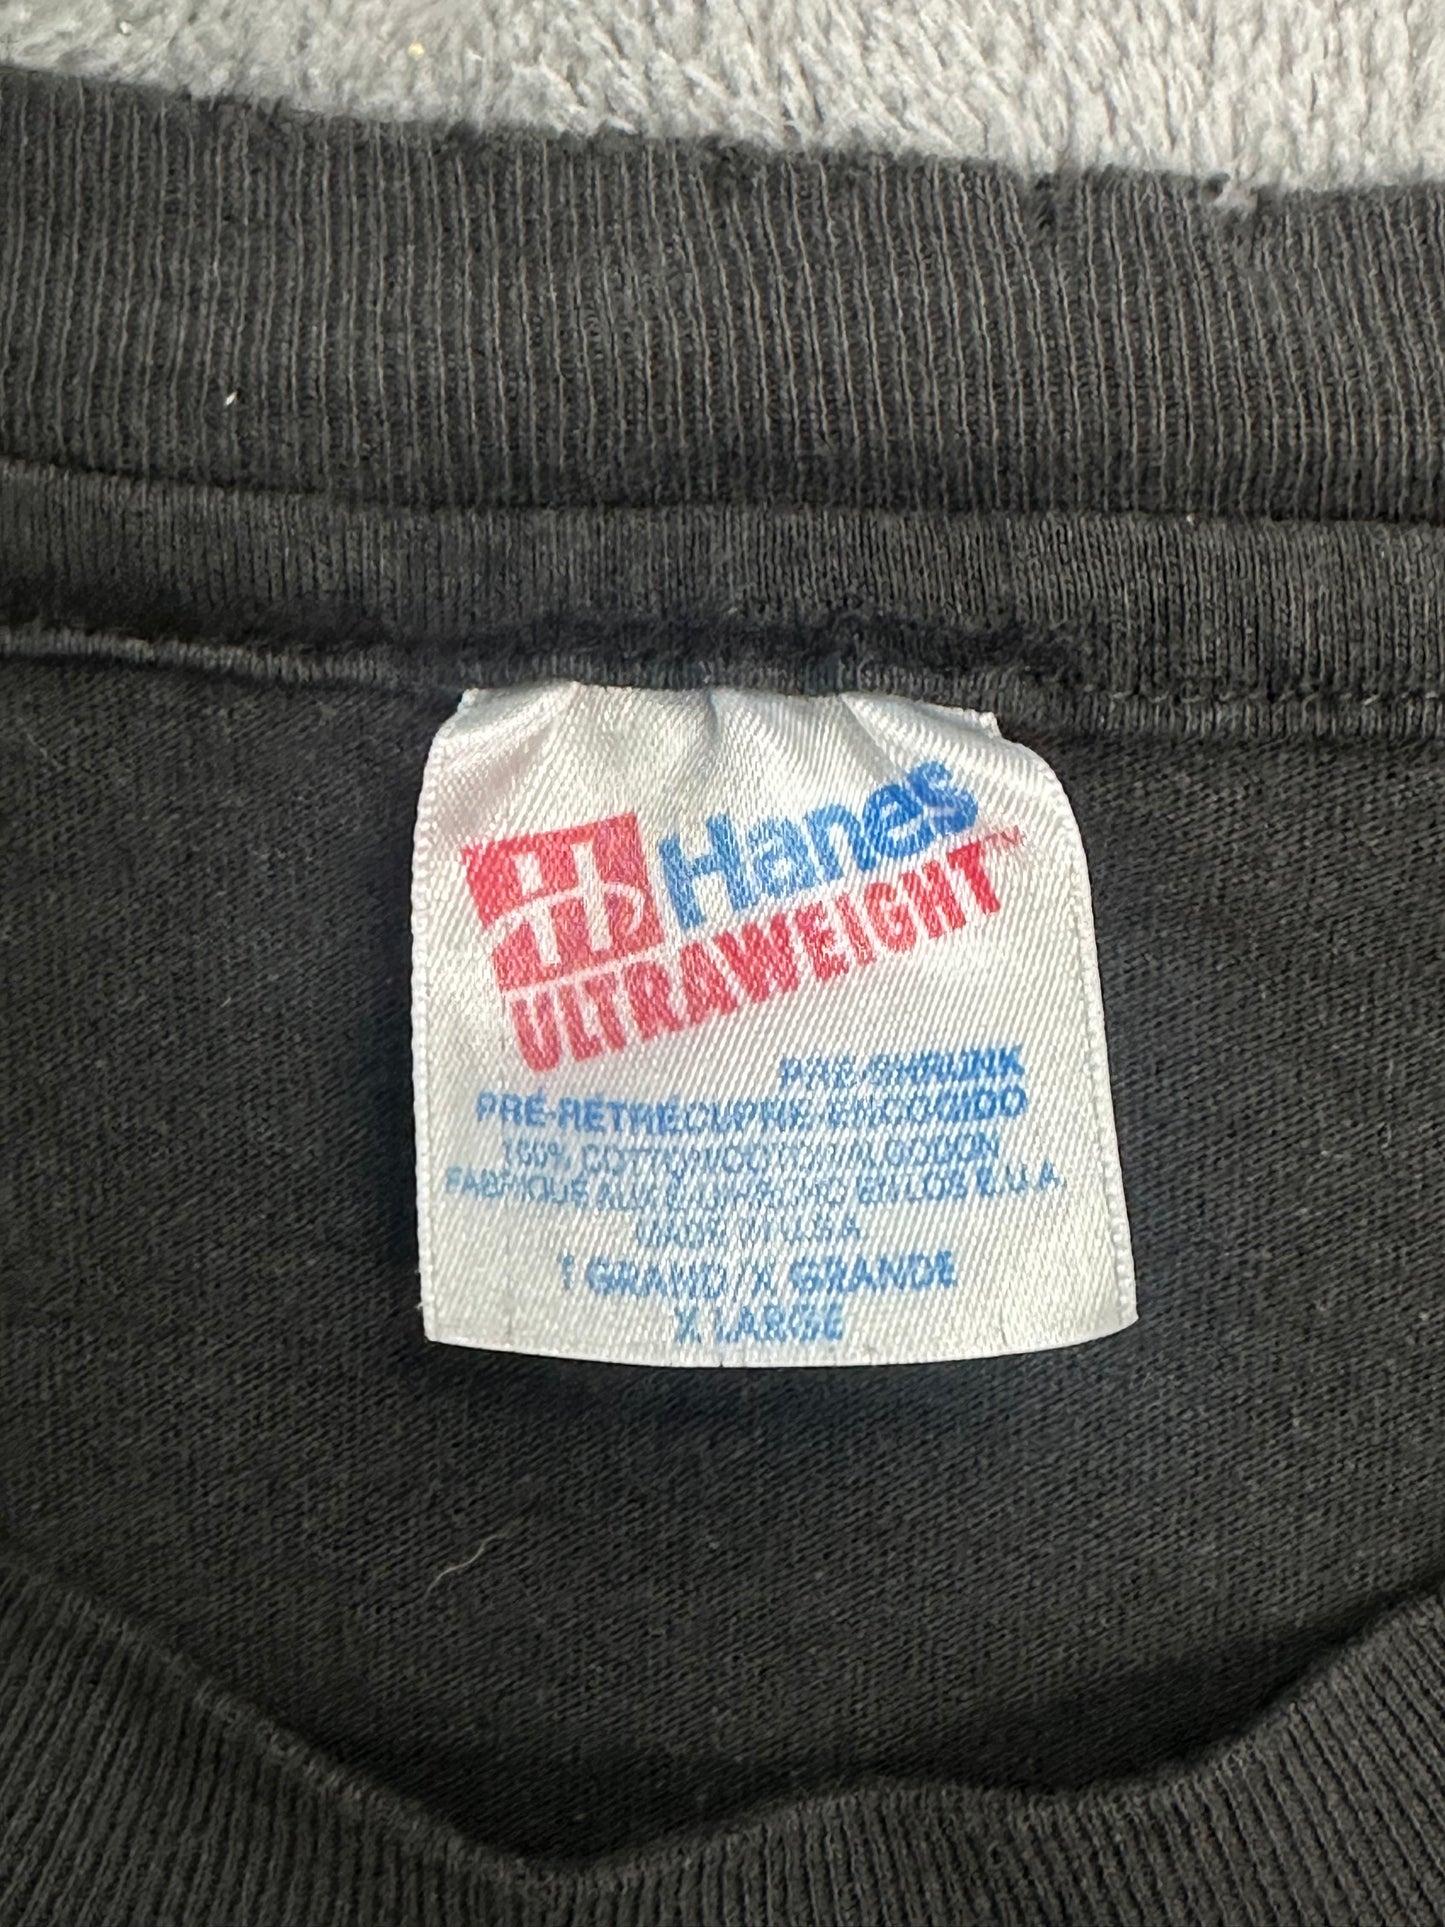 Hanes
ULTRAWEIGHT™
PRE-SHRUNK
PRÉ-RÉTRÉCI/PRE-ENCOGIDO
100% COTTON/COTON/ALGODON
FABRIQUÉ AUX É.U./HECHO EN LOS E.U.A.
MADE IN U.S.A.
T GRAND/X GRANDE
X LARGE